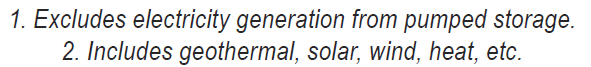 1. Excludes electricity generation from pumped storage.
2. Includes geothermal, solar, wind, heat, etc.